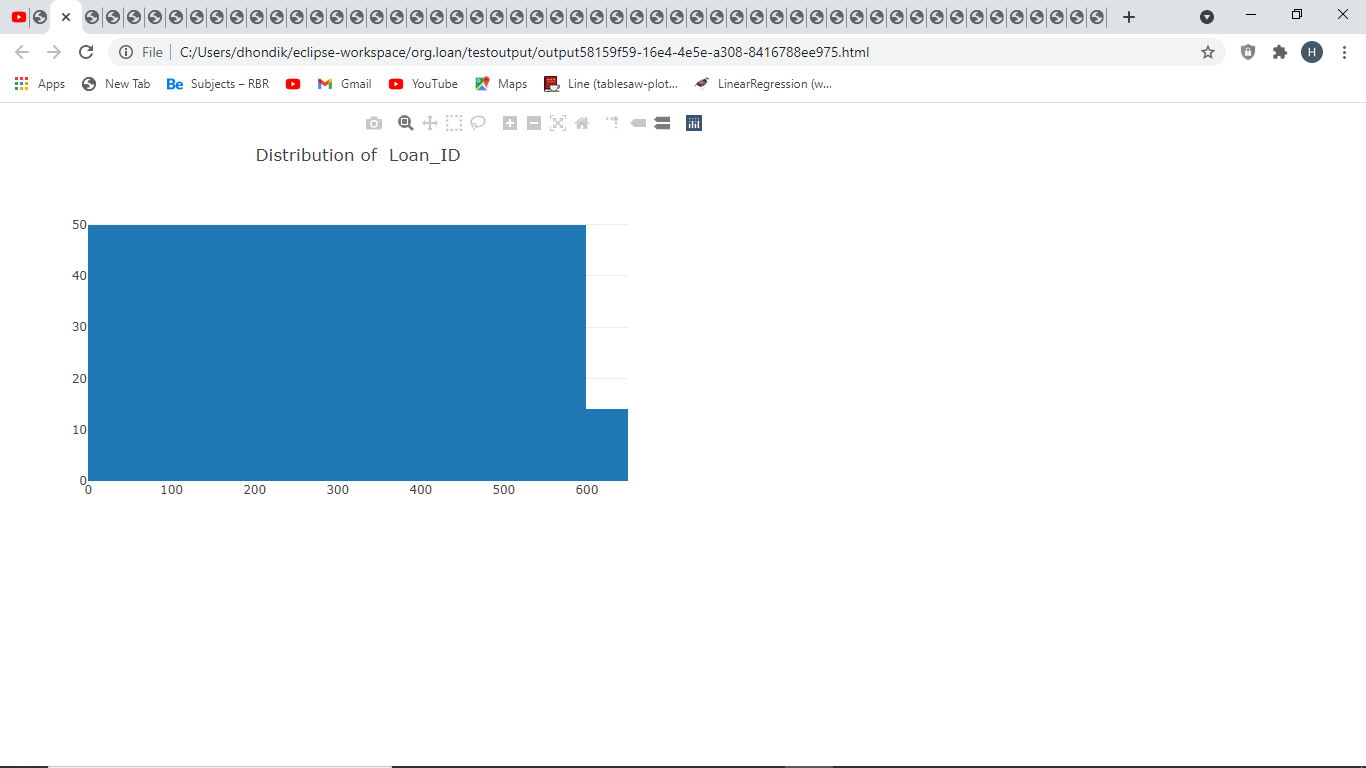 File C:/Users/dhondik/eclipse-workspace/org.loan/testoutput/output58159f59-16e4-4e5e-a308-8416788ee975.html H
Apps New Tab Be Subjects – RBR Gmail YouTube Maps Line (tablesaw-plot... LinearRegression (w...
Distribution of Loan_ID
50
40
30
20
10
0
0 100 200 300 400 500 600